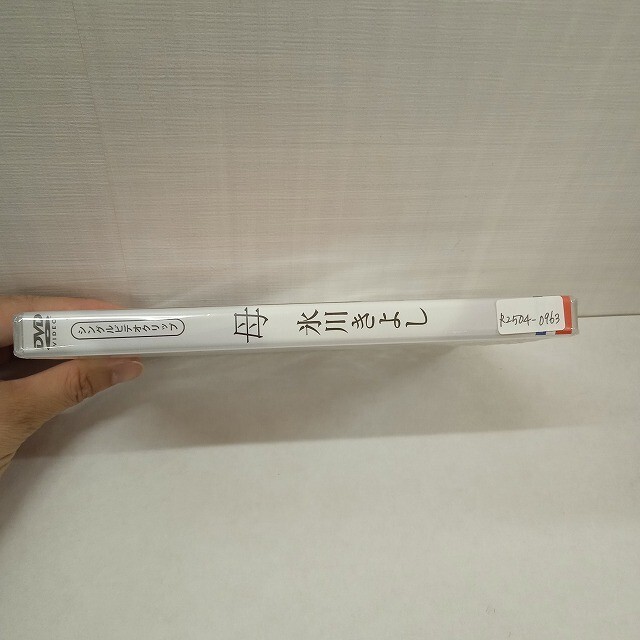 DVD
VIDEO
シングルビデオクリップ
母 氷川きよし
R2504-0963